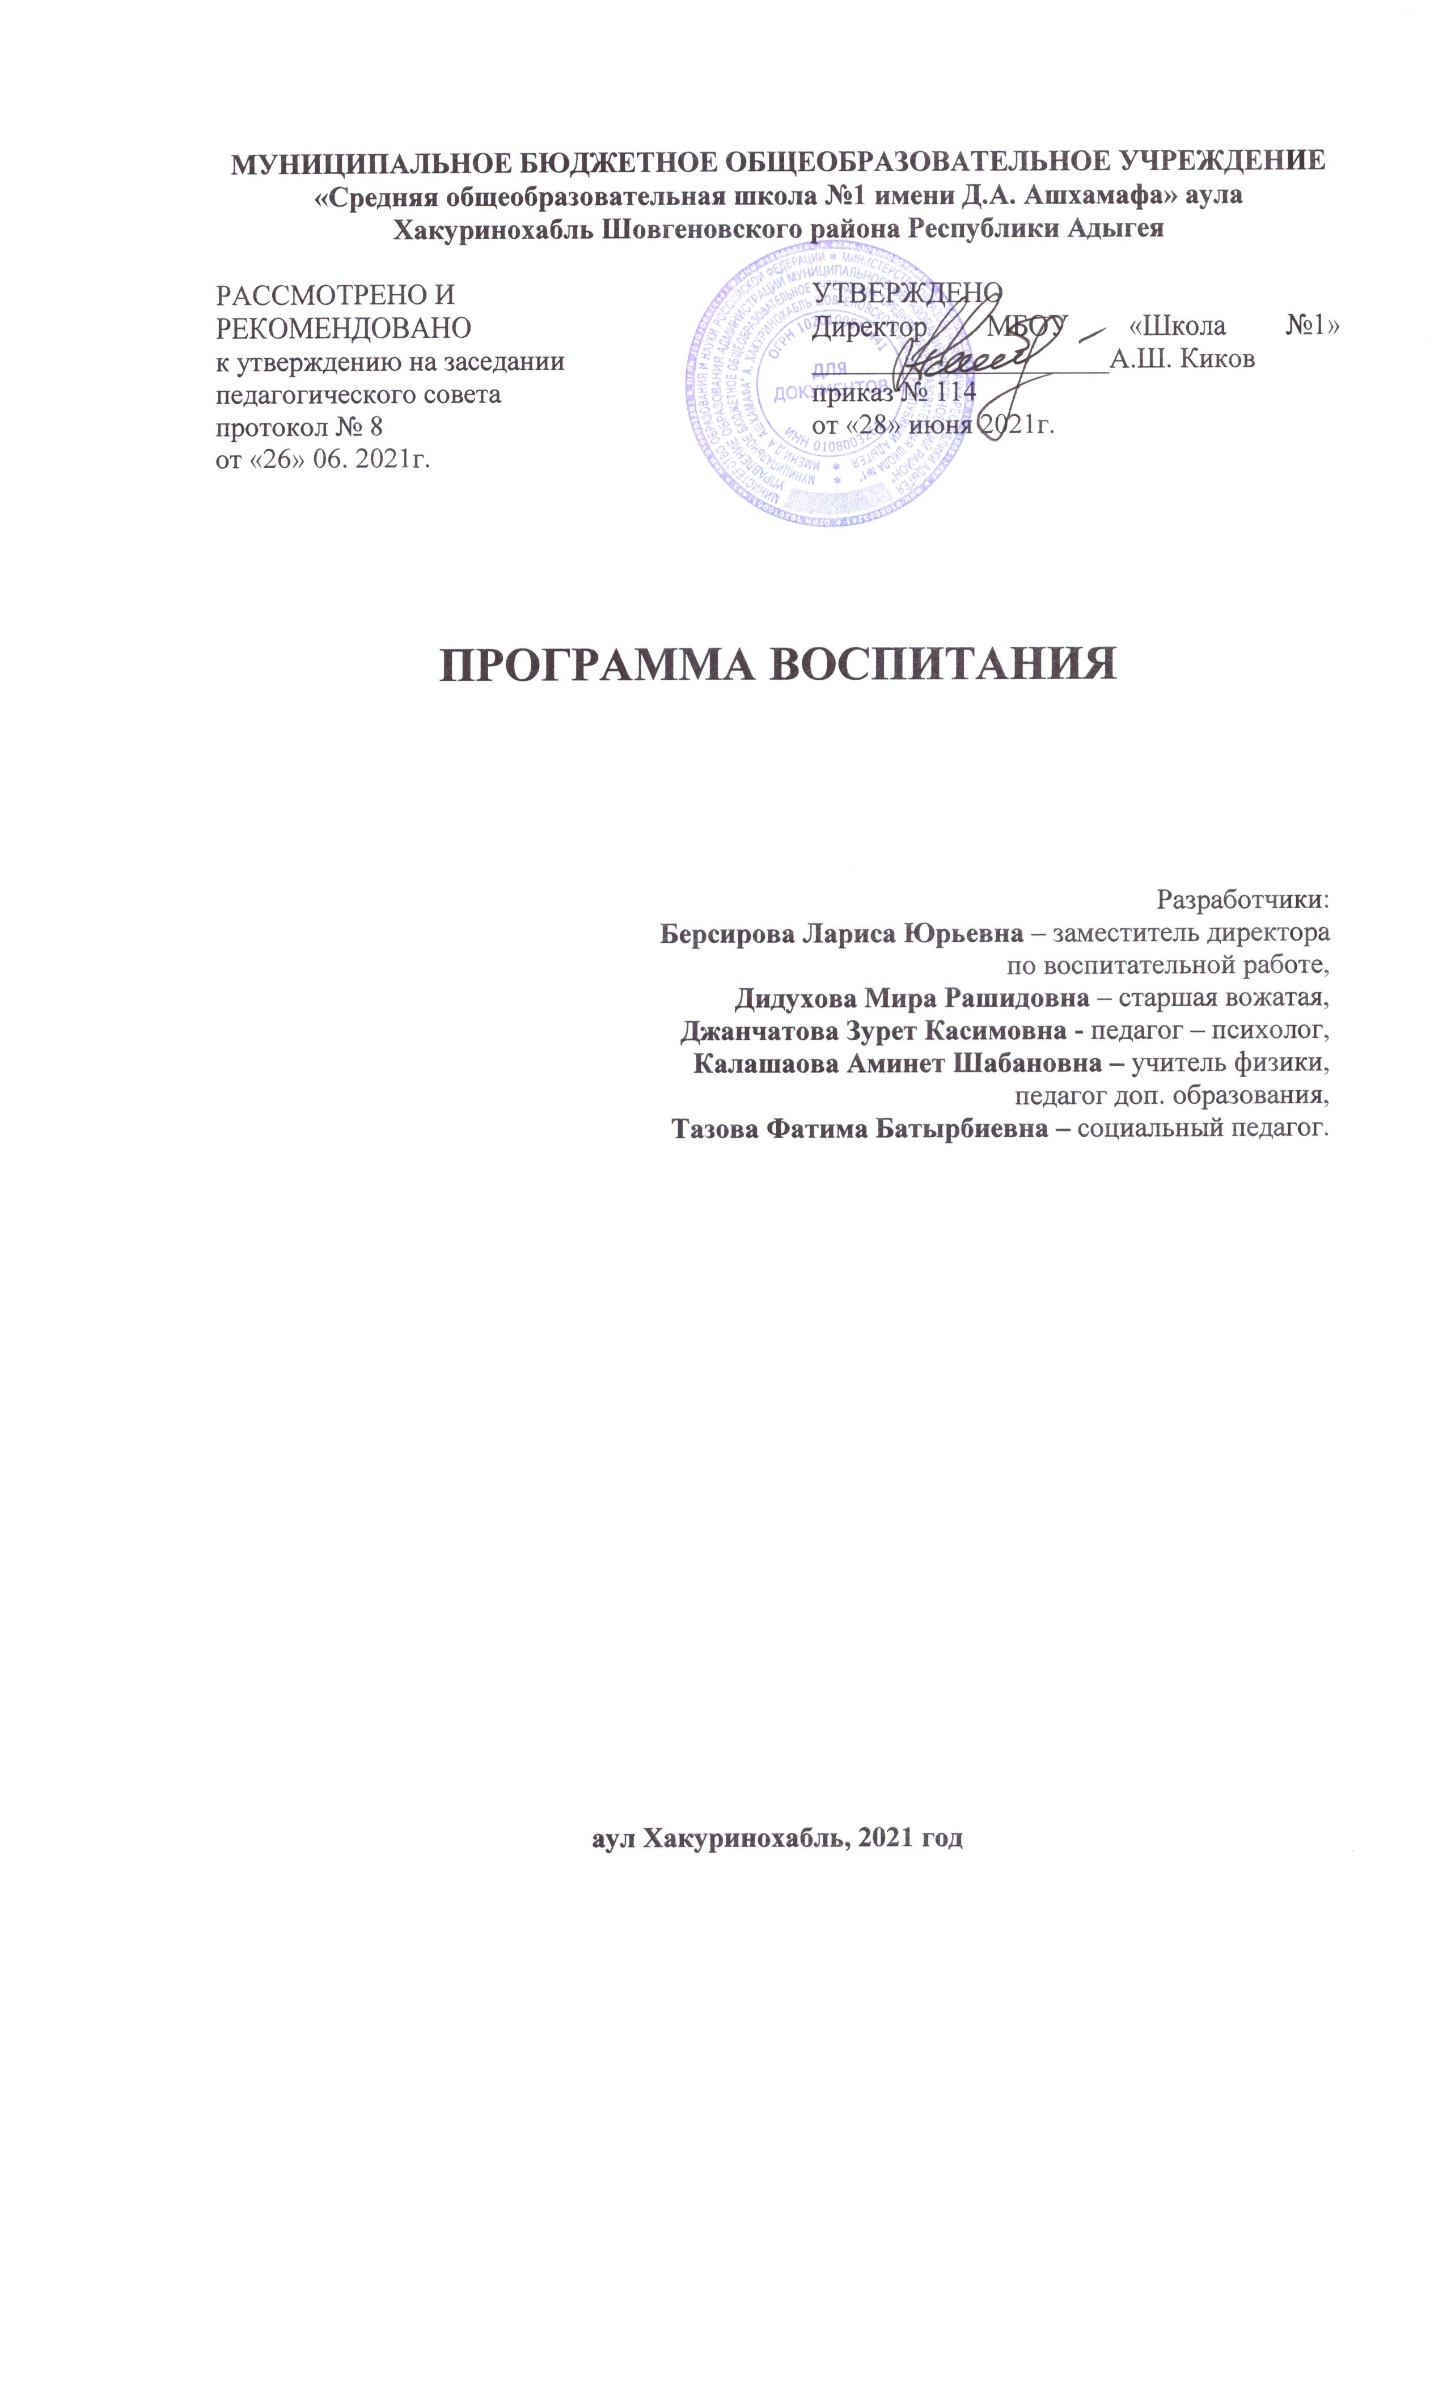 МУНИЦИПАЛЬНОЕ БЮДЖЕТНОЕ ОБЩЕОБРАЗОВАТЕЛЬНОЕ УЧРЕЖДЕНИЕ
«Средняя общеобразовательная школа №1 имени Д.А. Ашхамафа» аула
Хакуринохабль Шовгеновского района Республики Адыгея
РАССМОТРЕНО И
РЕКОМЕНДОВАНО
к утверждению на заседании
педагогического совета
протокол № 8
от «26» 06. 2021г.
УТВЕРЖДЕНО
Директор МБОУ «Школа №1»
А.Ш. Киков
приказ № 114
от «28» июня 2021г.
ДЛЯ
ДОКУМЕНТОВ
ПРОГРАММА ВОСПИТАНИЯ
Разработчики:
Берсирова Лариса Юрьевна – заместитель директора
по воспитательной работе,
Дидухова Мира Рашидовна – старшая вожатая,
Джанчатова Зурет Касимовна - педагог – психолог,
Калашаова Аминет Шабановна – учитель физики,
педагог доп. образования,
Тазова Фатима Батырбиевна – социальный педагог.
аул Хакуринохабль, 2021 год